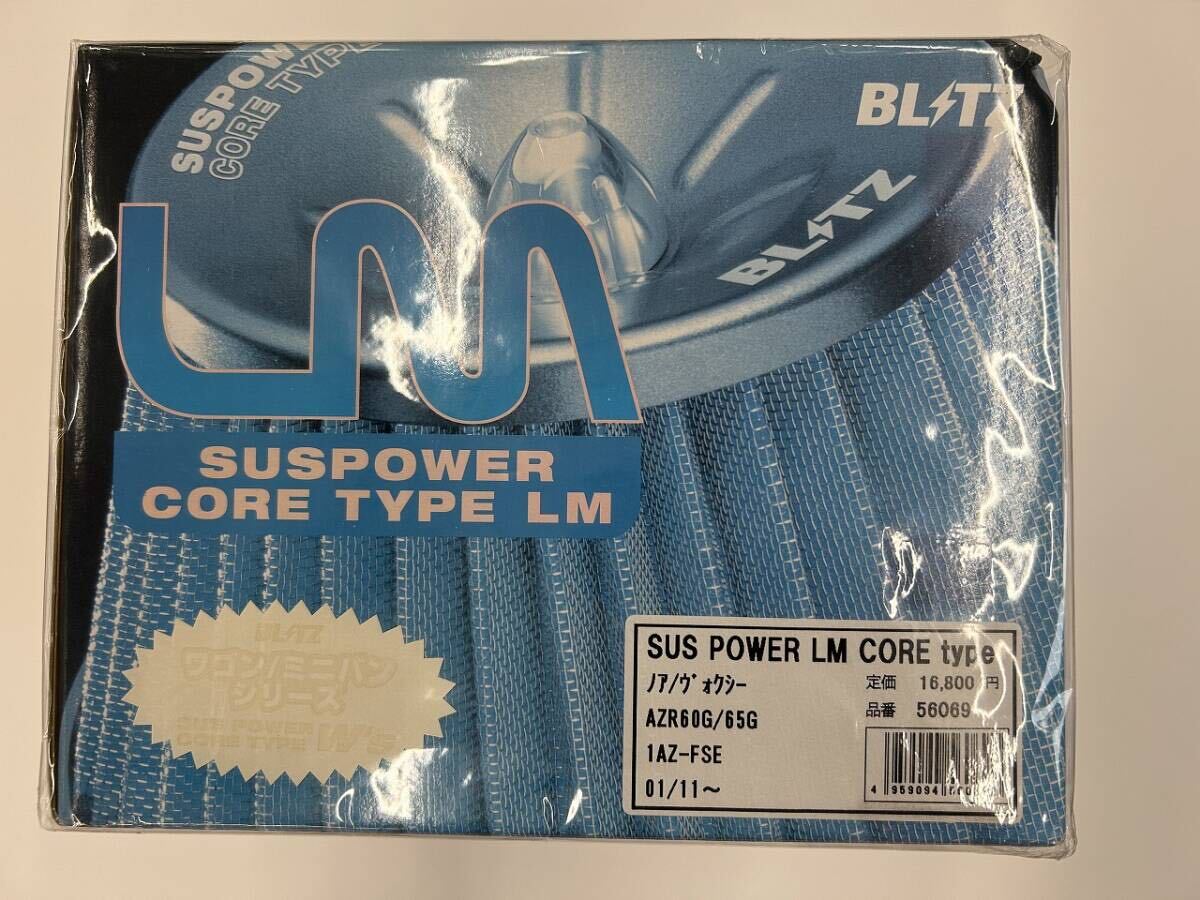 SUSPOWER
CORE TYPE
BLITZ
BLITZ
LM
SUSPOWER
CORE TYPE LM
BLITZ
ワゴン/ミニバン
シリーズ
SUS POWER
CORE TYPE W's
SUS POWER LM CORE type
ﾉｱ/ｳﾞｫｸｼｰ
定価 16,800 円
AZR60G/65G
品番 56069
1AZ-FSE
01/11～
4 959094